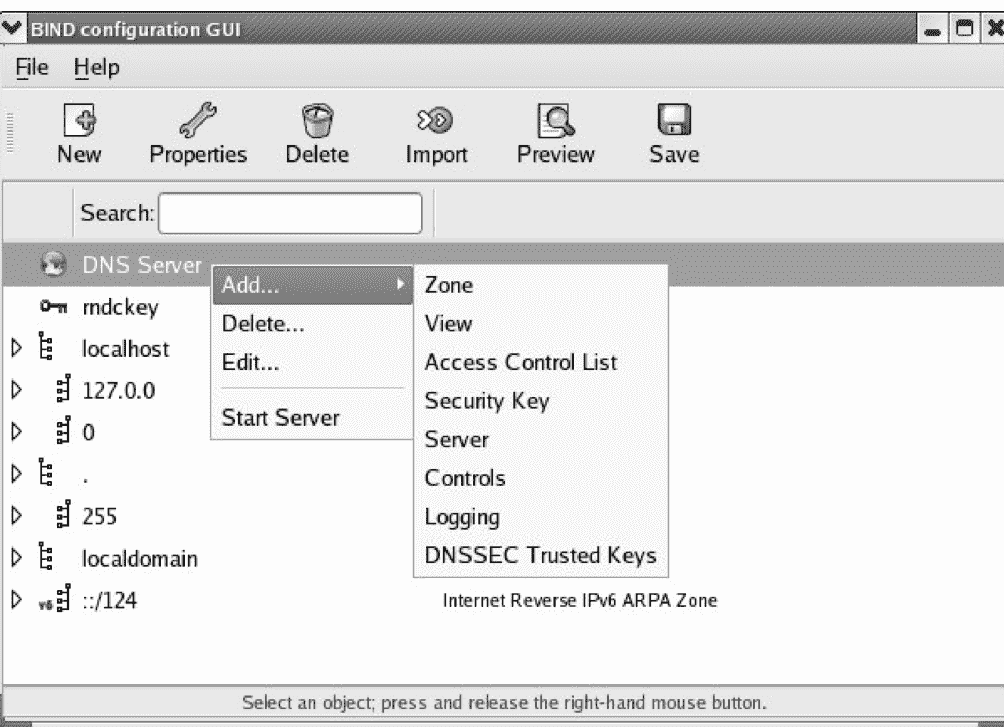 BIND configuration GUI
File Help
New Properties Delete Import Preview Save
Search:
DNS Server
Add...
Delete...
Edit...
Start Server
Zone
View
Access Control List
Security Key
Server
Controls
Logging
DNSSEC Trusted Keys
rndckey
localhost
127.0.0
0
.
255
localdomain
v6 ::/124 Internet Reverse IPv6 ARPA Zone
Select an object; press and release the right-hand mouse button.